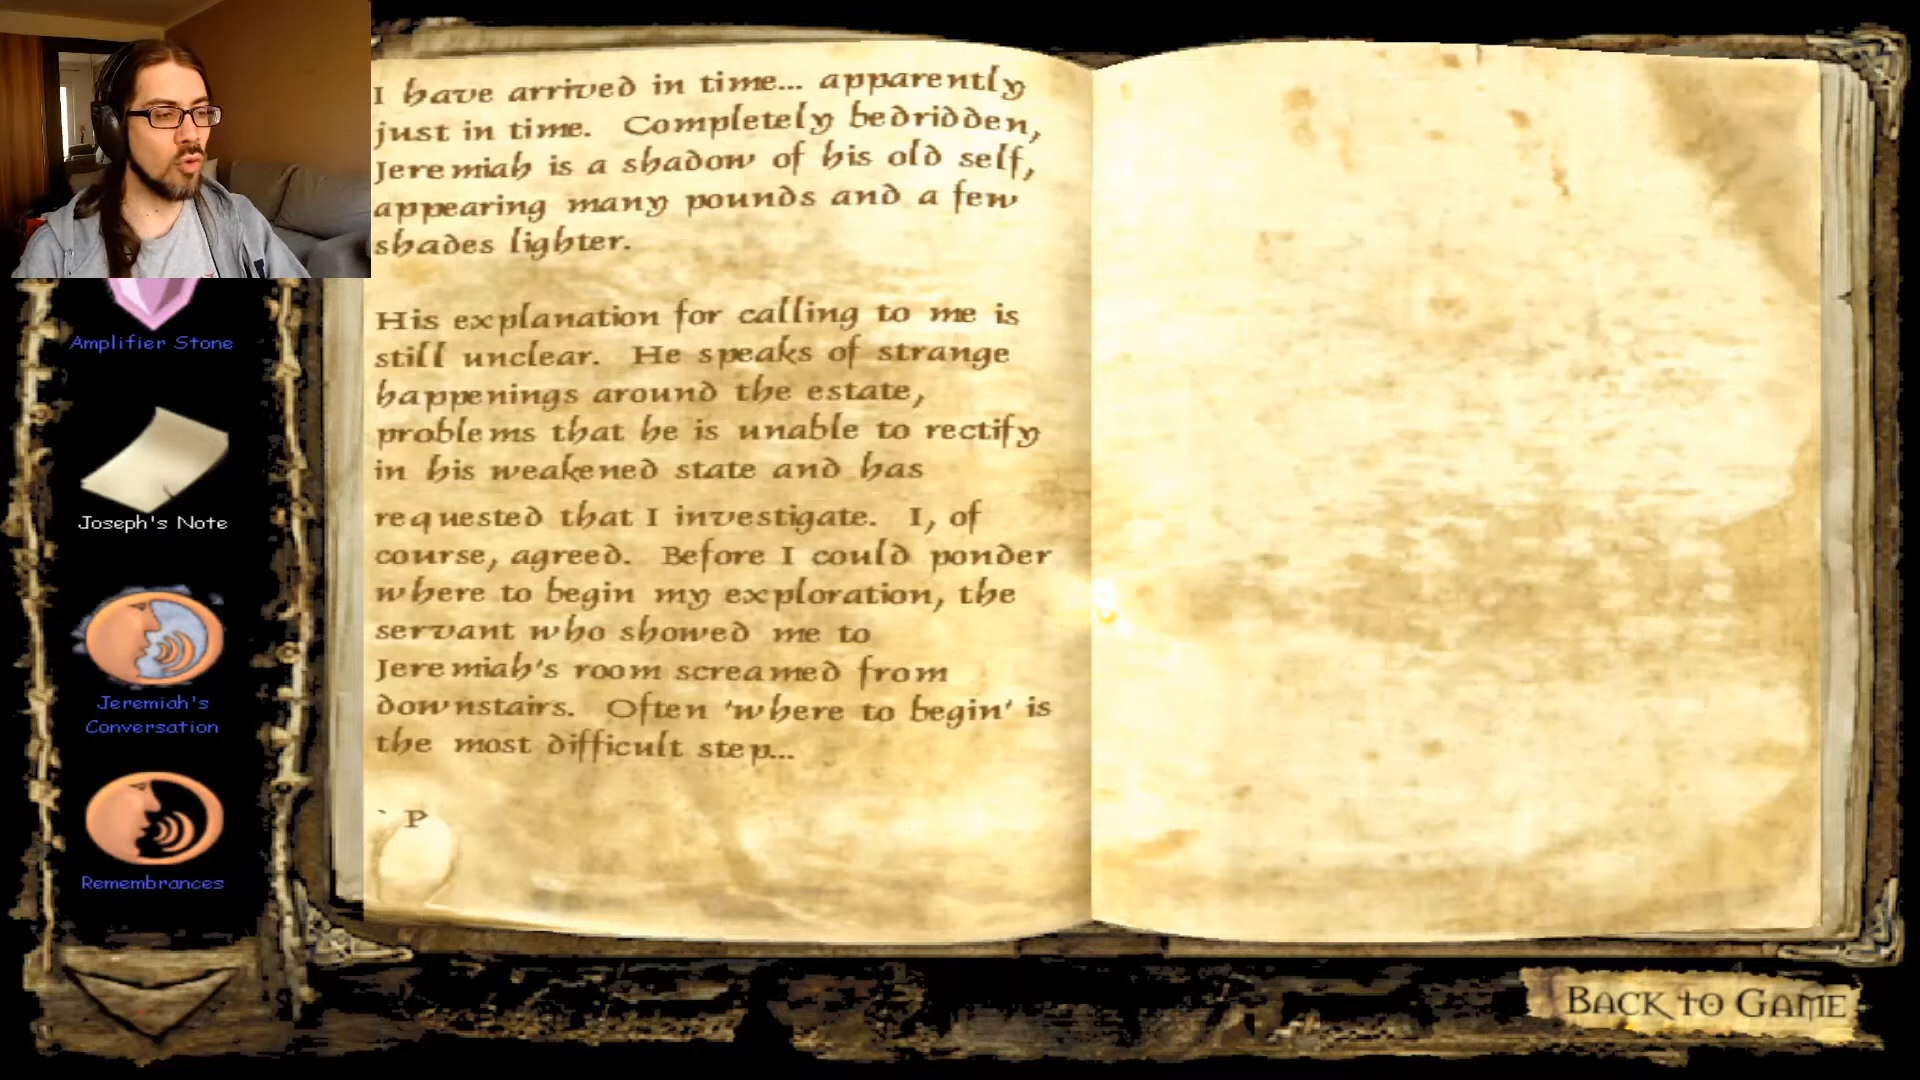 I have arrived in time... apparently
just in time. Completely bedridden,
Jeremiah is a shadow of his old self,
appearing many pounds and a few
shades lighter.
His explanation for calling to me is
still unclear. He speaks of strange
happenings around the estate,
problems that he is unable to rectify
in his weakened state and has
requested that I investigate. I, of
course, agreed. Before I could ponder
where to begin my exploration, the
servant who showed me to
Jeremiah's room screamed from
downstairs. Often 'where to begin' is
the most difficult step...
` P
Amplifier Stone
Joseph's Note
Jeremiah's
Conversation
Remembrances
BACK TO GAME